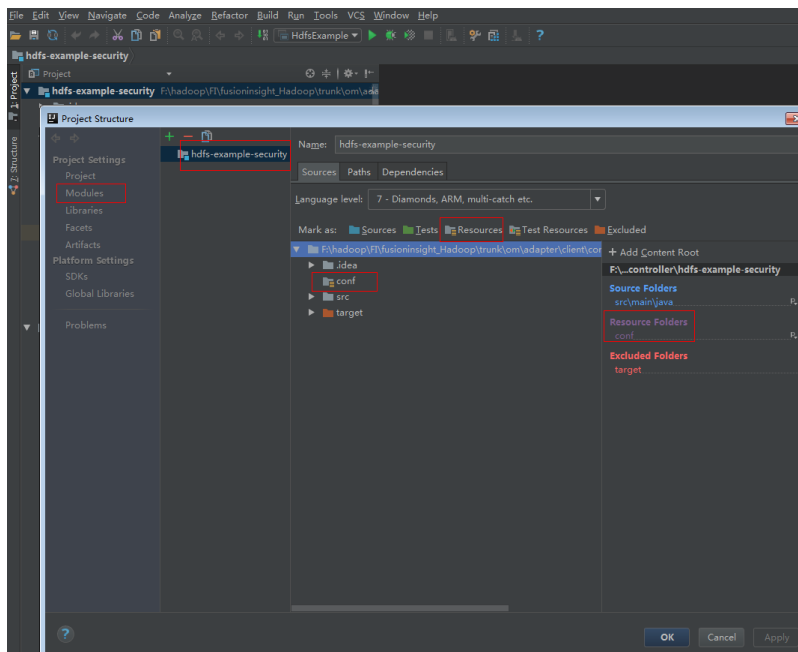 File Edit View Navigate Code Analyze Refactor Build Run Tools VCS Window Help
HdfsExample
hdfs-example-security
Project
hdfs-example-security F:\hadoop\FI\fusioninsight_Hadoop\trunk\om\ada
1: Project
7: Structure
Project Structure
Project Settings
Project
Modules
Libraries
Facets
Artifacts
Platform Settings
SDKs
Global Libraries
Problems
hdfs-example-security
Name: hdfs-example-security
Sources Paths Dependencies
Language level: 7 - Diamonds, ARM, multi-catch etc.
Mark as: Sources Tests Resources Test Resources Excluded
F:\hadoop\FI\fusioninsight_Hadoop\trunk\om\adapter\client\cor
.idea
conf
src
target
+ Add Content Root
F:\...controller\hdfs-example-security
Source Folders
src\main\java
Resource Folders
conf
Excluded Folders
target
? OK Cancel Apply